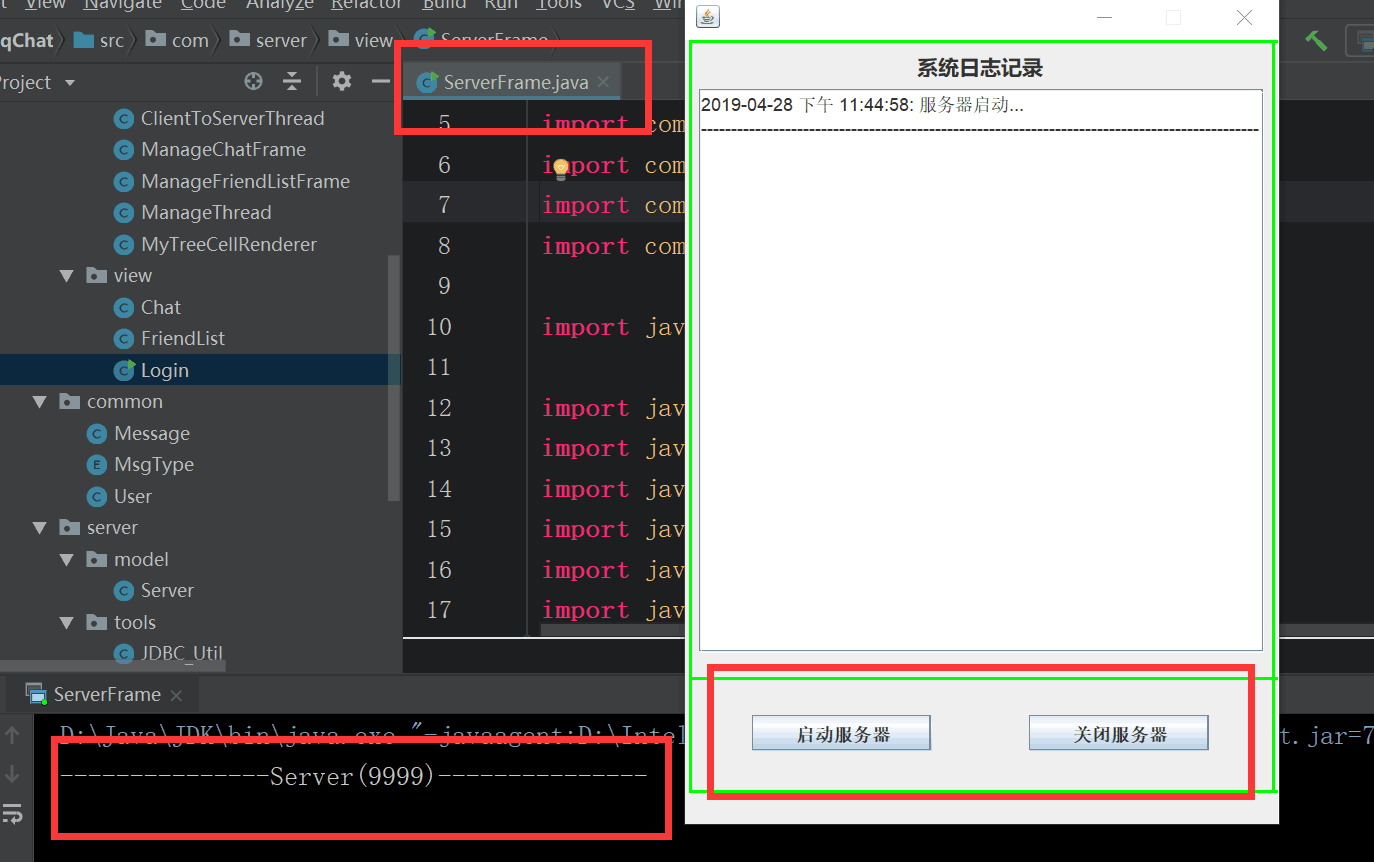 View Navigate Code Analyze Refactor Build Run Tools VCS
qChat src com server view ServerFrame
roject
ServerFrame.java
ClientToServerThread
ManageChatFrame
ManageFriendListFrame
ManageThread
MyTreeCellRenderer
view
Chat
FriendList
Login
common
Message
MsgType
User
server
model
Server
tools
JDBC_Util
5 import com
6 import com
7 import com
8 import com
9
10 import jav
11
12 import jav
13 import jav
14 import jav
15 import jav
16 import jav
17 import jav
系统日志记录
2019-04-28 下午 11:44:58: 服务器启动...
启动服务器 关闭服务器
ServerFrame
D:\Java\JDK\bin\java.exe "-javaagent:D:\Intel t.jar=7
---------------Server(9999)---------------